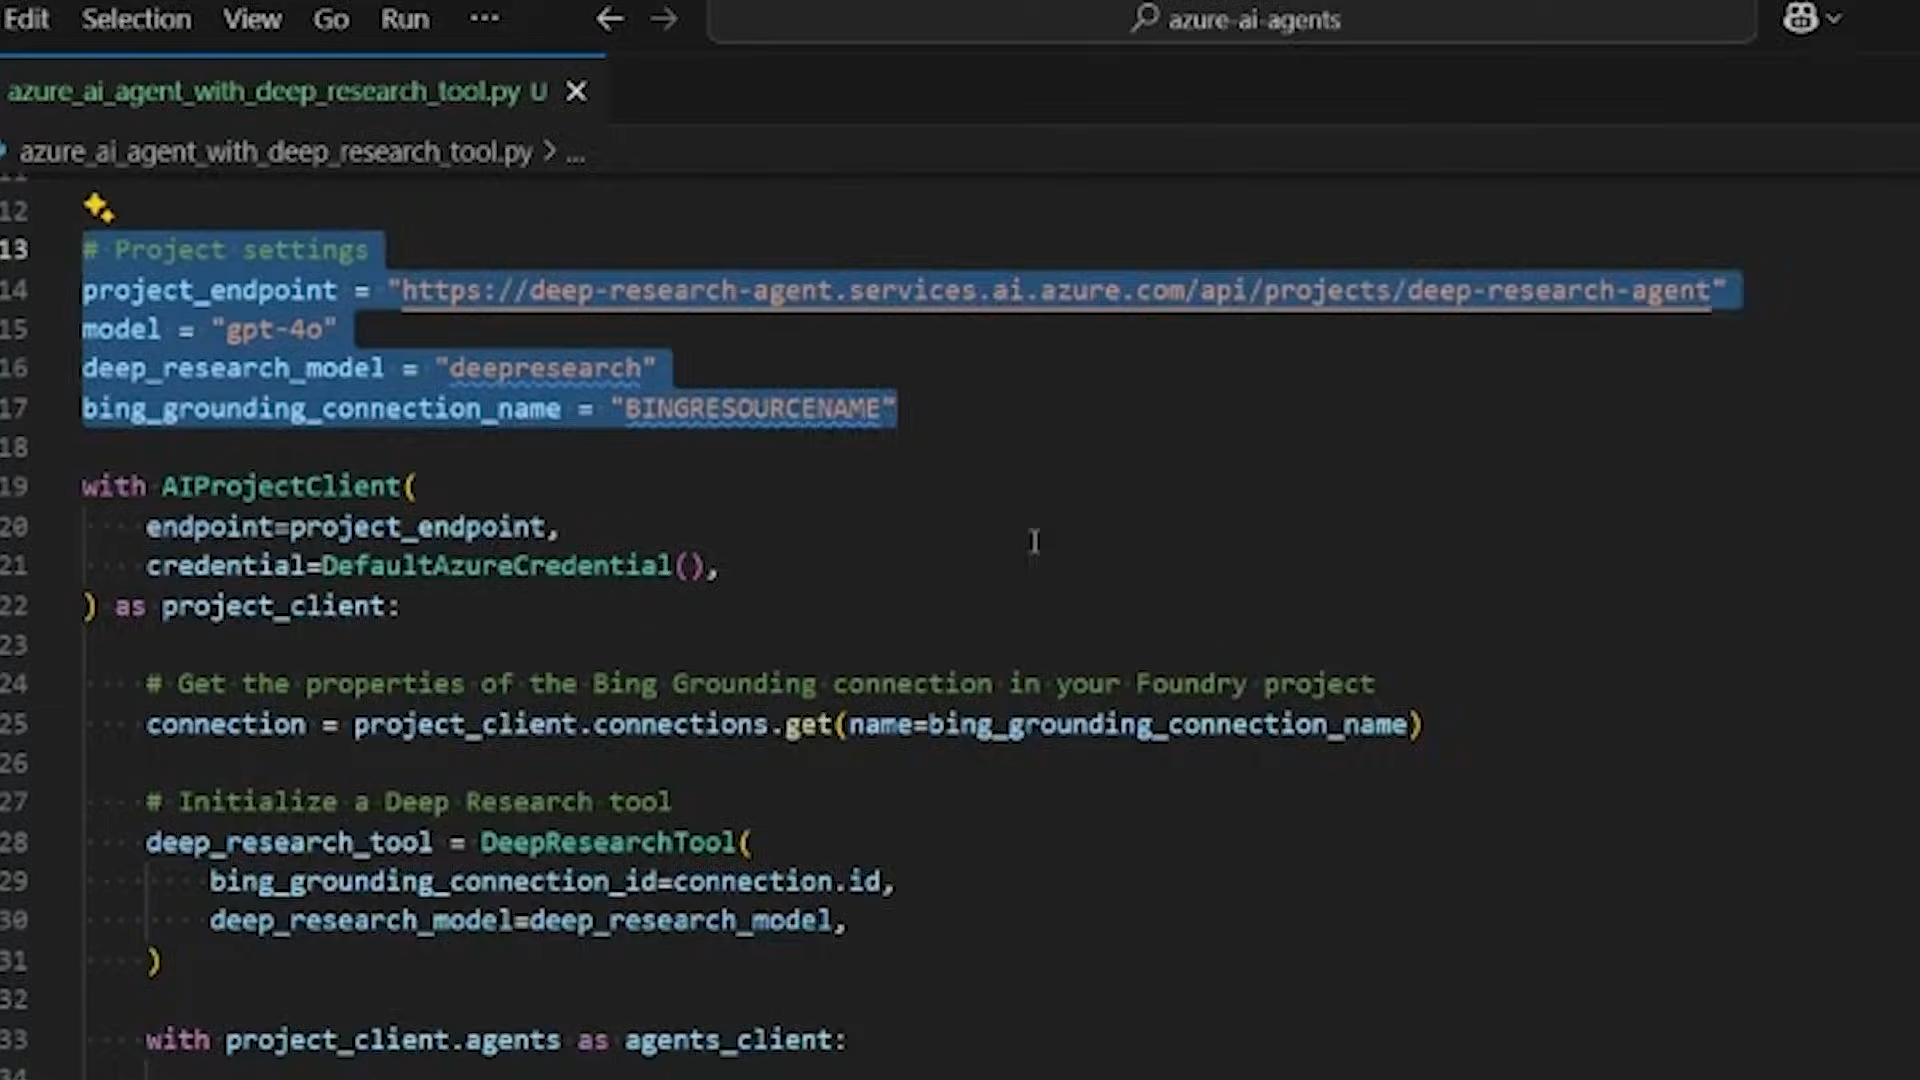 Edit Selection View Go Run ... azure-ai-agents
azure_ai_agent_with_deep_research_tool.py U
azure_ai_agent_with_deep_research_tool.py > ...
11
12
13 # Project settings
14 project_endpoint = "https://deep-research-agent.services.ai.azure.com/api/projects/deep-research-agent"
15 model = "gpt-4o"
16 deep_research_model = "deepresearch"
17 bing_grounding_connection_name = "BINGRESOURCENAME"
18
19 with AIProjectClient(
20 endpoint=project_endpoint,
21 credential=DefaultAzureCredential(),
22 ) as project_client:
23
24 # Get the properties of the Bing Grounding connection in your Foundry project
25 connection = project_client.connections.get(name=bing_grounding_connection_name)
26
27 # Initialize a Deep Research tool
28 deep_research_tool = DeepResearchTool(
29 bing_grounding_connection_id=connection.id,
30 deep_research_model=deep_research_model,
31 )
32
33 with project_client.agents as agents_client:
34